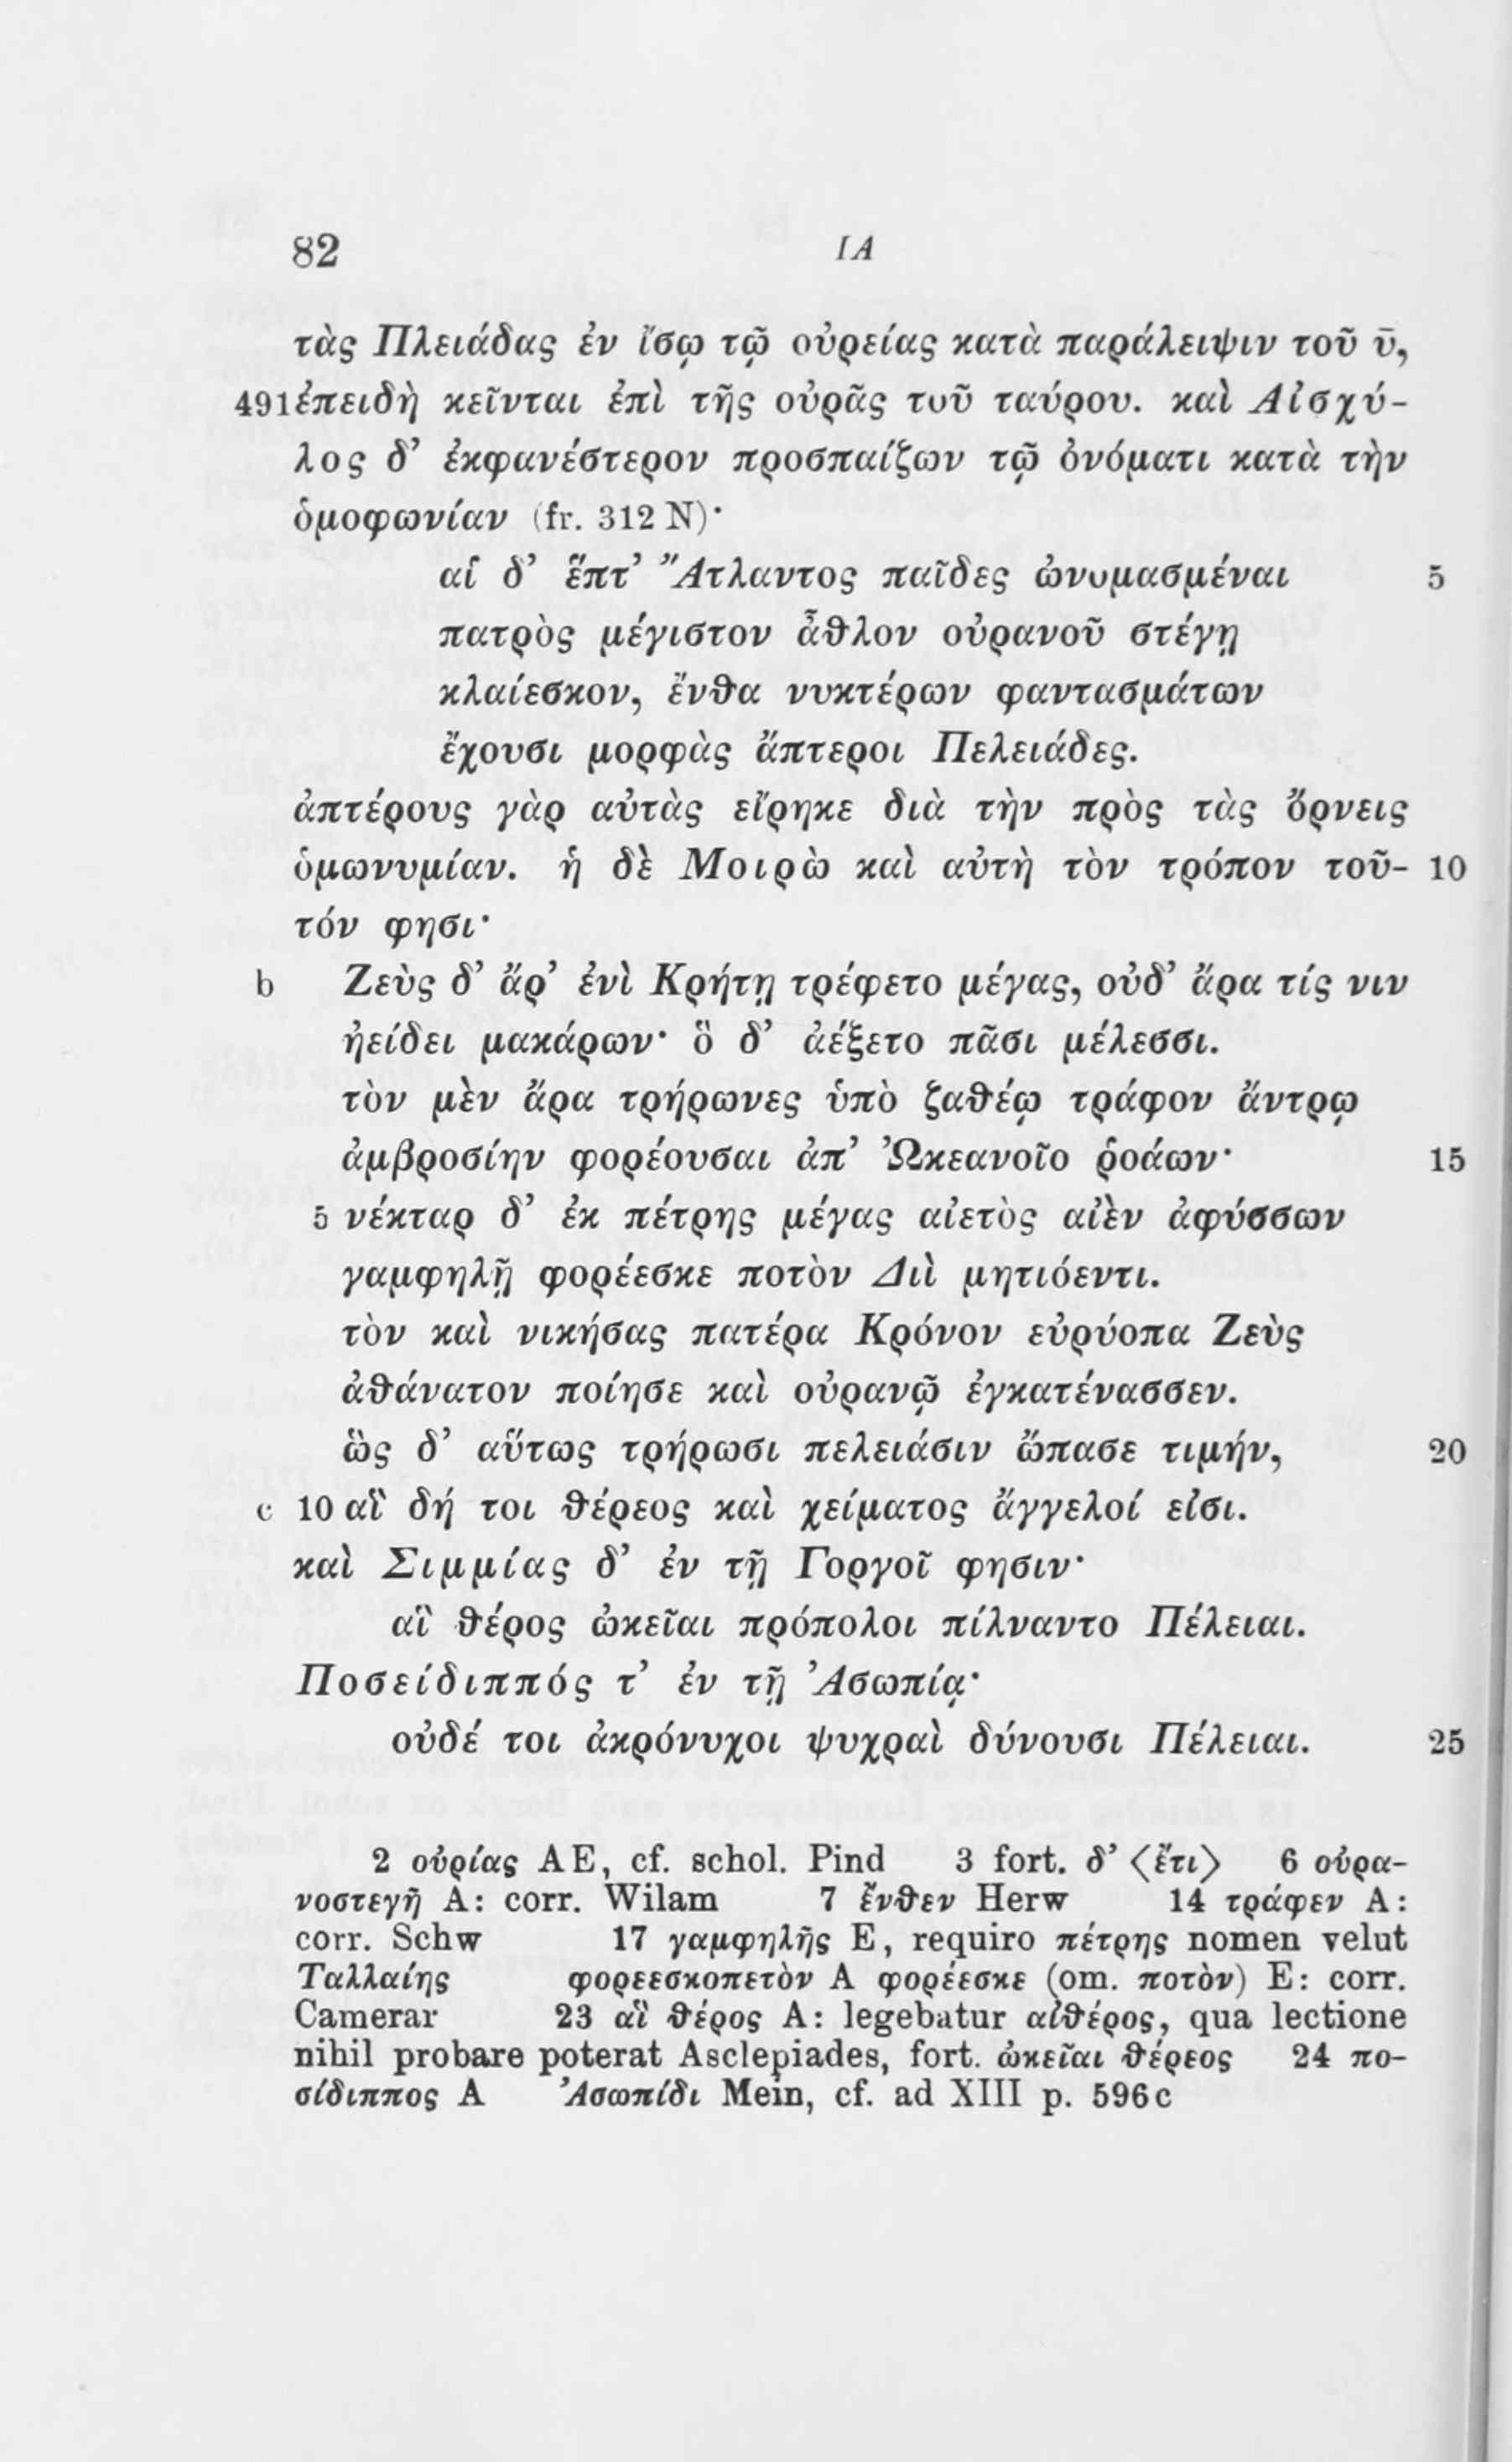 82 ΙΑ
τὰς Πλειάδας ἐν ἴσῳ τῷ οὐρείας κατὰ παράλειψιν τοῦ ῡ,
491 ἐπειδὴ κεῖνται ἐπὶ τῆς οὐρᾶς τοῦ ταύρου. καὶ Αἰσχύ-
λος δ’ ἐκφανέστερον προσπαίζων τῷ ὀνόματι κατὰ τὴν
ὁμοφωνίαν (fr. 312 N)·
αἱ δ’ ἕπτ’ Ἄτλαντος παῖδες ὠνομασμέναι 5
πατρὸς μέγιστον ἆθλον οὐρανοῦ στέγῃ
κλαίεσκον, ἔνθα νυκτέρων φαντασμάτων
ἔχουσι μορφὰς ἄπτεροι Πελειάδες.
ἀπτέρους γὰρ αὐτὰς εἴρηκε διὰ τὴν πρὸς τὰς ὄρνεις
ὁμωνυμίαν. ἡ δὲ Μοιρὼ καὶ αὐτὴ τὸν τρόπον τοῦ- 10
τόν φησι·
b Ζεὺς δ’ ἄρ’ ἐνὶ Κρήτῃ τρέφετο μέγας, οὐδ’ ἄρα τίς νιν
ἠείδει μακάρων· ὃ δ’ ἀέξετο πᾶσι μέλεσσι.
τὸν μὲν ἄρα τρήρωνες ὑπὸ ζαθέῳ τράφον ἄντρῳ
ἀμβροσίην φορέουσαι ἀπ’ Ὠκεανοῖο ῥοάων· 15
5 νέκταρ δ’ ἐκ πέτρης μέγας αἰετὸς αἰὲν ἀφύσσων
γαμφηλῇ φορέεσκε ποτὸν Διὶ μητιόεντι.
τὸν καὶ νικήσας πατέρα Κρόνον εὐρύοπα Ζεὺς
ἀθάνατον ποίησε καὶ οὐρανῷ ἐγκατένασσεν.
ὣς δ’ αὔτως τρήρωσι πελειάσιν ὤπασε τιμήν, 20
c 10 αἳ δή τοι θέρεος καὶ χείματος ἄγγελοί εἰσι.
καὶ Σιμμίας δ’ ἐν τῇ Γοργοῖ φησιν·
αἳ θέρος ὠκεῖαι πρόπολοι πίλναντο Πέλειαι.
Ποσείδιππός τ’ ἐν τῇ Ἀσωπίᾳ·
οὐδέ τοι ἀκρόνυχοι ψυχραὶ δύνουσι Πέλειαι. 25
2 οὐρίας AE, cf. schol. Pind 3 fort. δ’ ⟨ἔτι⟩ 6 οὐρα-
νοστεγῆ A: corr. Wilam 7 ἔνθεν Herw 14 τράφεν A:
corr. Schw 17 γαμφηλῆς E, requiro πέτρης nomen velut
Ταλλαίης φορεεσκοπετὸν A φορέεσκε (om. ποτὸν) E: corr.
Camerar 23 αἳ θέρος A: legebatur αἰθέρος, qua lectione
nihil probare poterat Asclepiades, fort. ὠκεῖαι θέρεος 24 πο-
σίδιππος A Ἀσωπίδι Mein, cf. ad XIII p. 596c